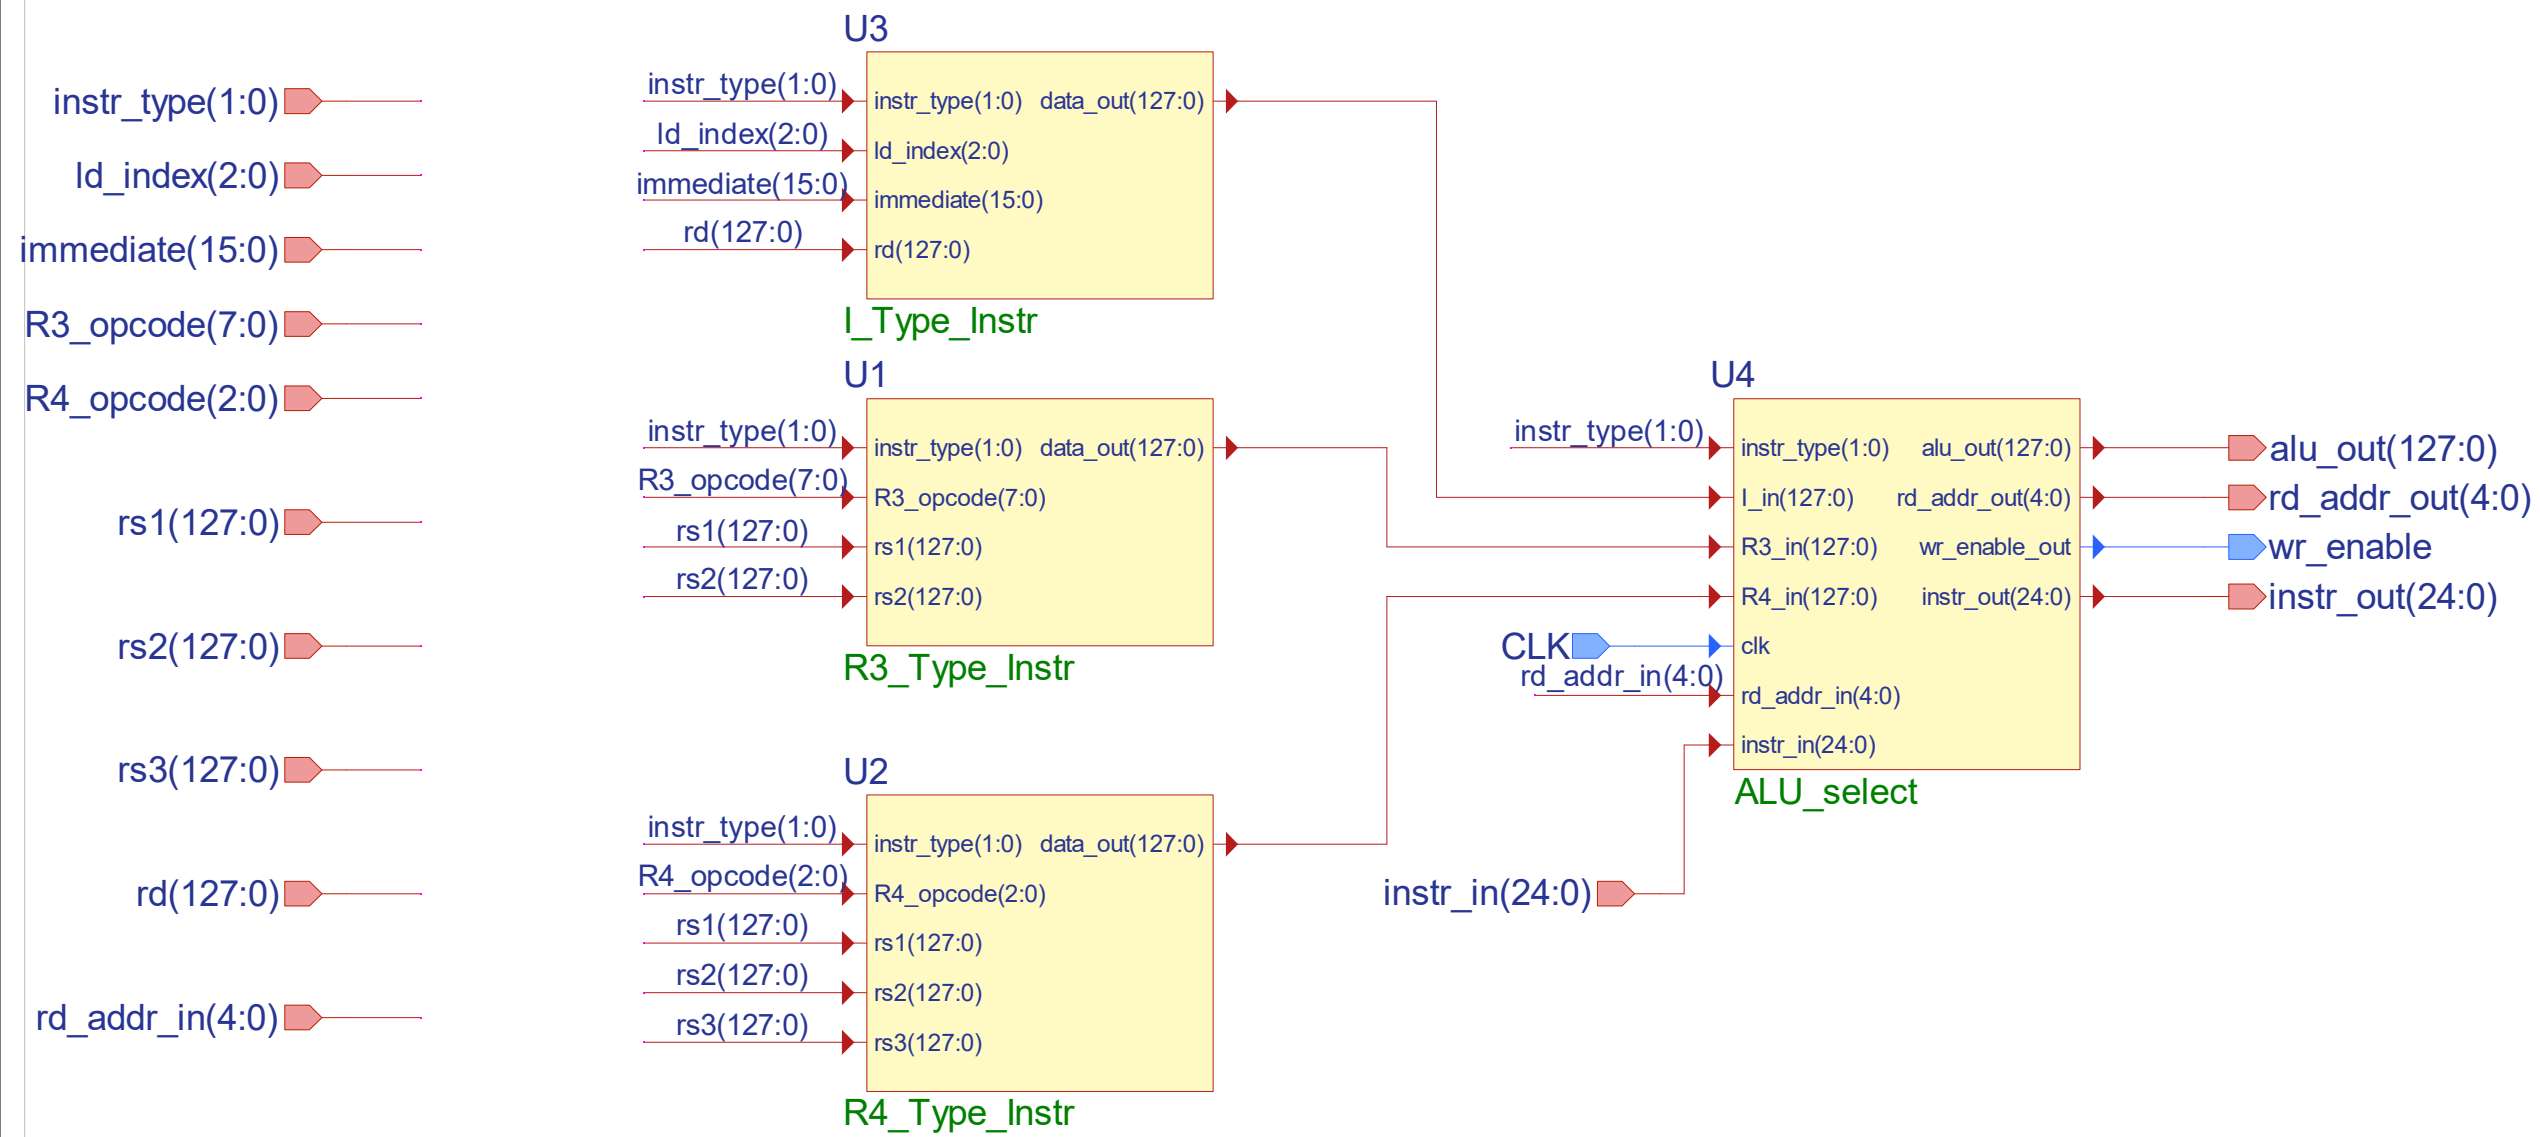 instr_type(1:0)
ld_index(2:0)
immediate(15:0)
R3_opcode(7:0)
R4_opcode(2:0)
rs1(127:0)
rs2(127:0)
rs3(127:0)
rd(127:0)
rd_addr_in(4:0)
U3
instr_type(1:0)
ld_index(2:0)
immediate(15:0)
rd(127:0)
instr_type(1:0) data_out(127:0)
ld_index(2:0)
immediate(15:0)
rd(127:0)
I_Type_Instr
U1
instr_type(1:0)
R3_opcode(7:0)
rs1(127:0)
rs2(127:0)
instr_type(1:0) data_out(127:0)
R3_opcode(7:0)
rs1(127:0)
rs2(127:0)
R3_Type_Instr
U2
instr_type(1:0)
R4_opcode(2:0)
rs1(127:0)
rs2(127:0)
rs3(127:0)
instr_type(1:0) data_out(127:0)
R4_opcode(2:0)
rs1(127:0)
rs2(127:0)
rs3(127:0)
R4_Type_Instr
U4
instr_type(1:0)
CLK
rd_addr_in(4:0)
instr_in(24:0)
instr_type(1:0) alu_out(127:0)
I_in(127:0) rd_addr_out(4:0)
R3_in(127:0) wr_enable_out
R4_in(127:0) instr_out(24:0)
clk
rd_addr_in(4:0)
instr_in(24:0)
ALU_select
alu_out(127:0)
rd_addr_out(4:0)
wr_enable
instr_out(24:0)